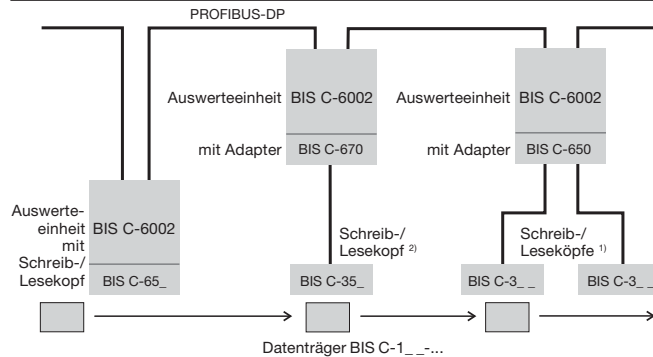 PROFIBUS-DP
Auswerteeinheit BIS C-6002
mit Adapter BIS C-670
Auswerteeinheit BIS C-6002
mit Adapter BIS C-650
Auswerte-
einheit
mit
Schreib-/
Lesekopf
BIS C-6002
BIS C-65_
Schreib-/
Lesekopf ²⁾
BIS C-35_
Schreib-/
Leseköpfe ¹⁾
BIS C-3_ _
BIS C-3_ _
Datenträger BIS C-1_ _-...